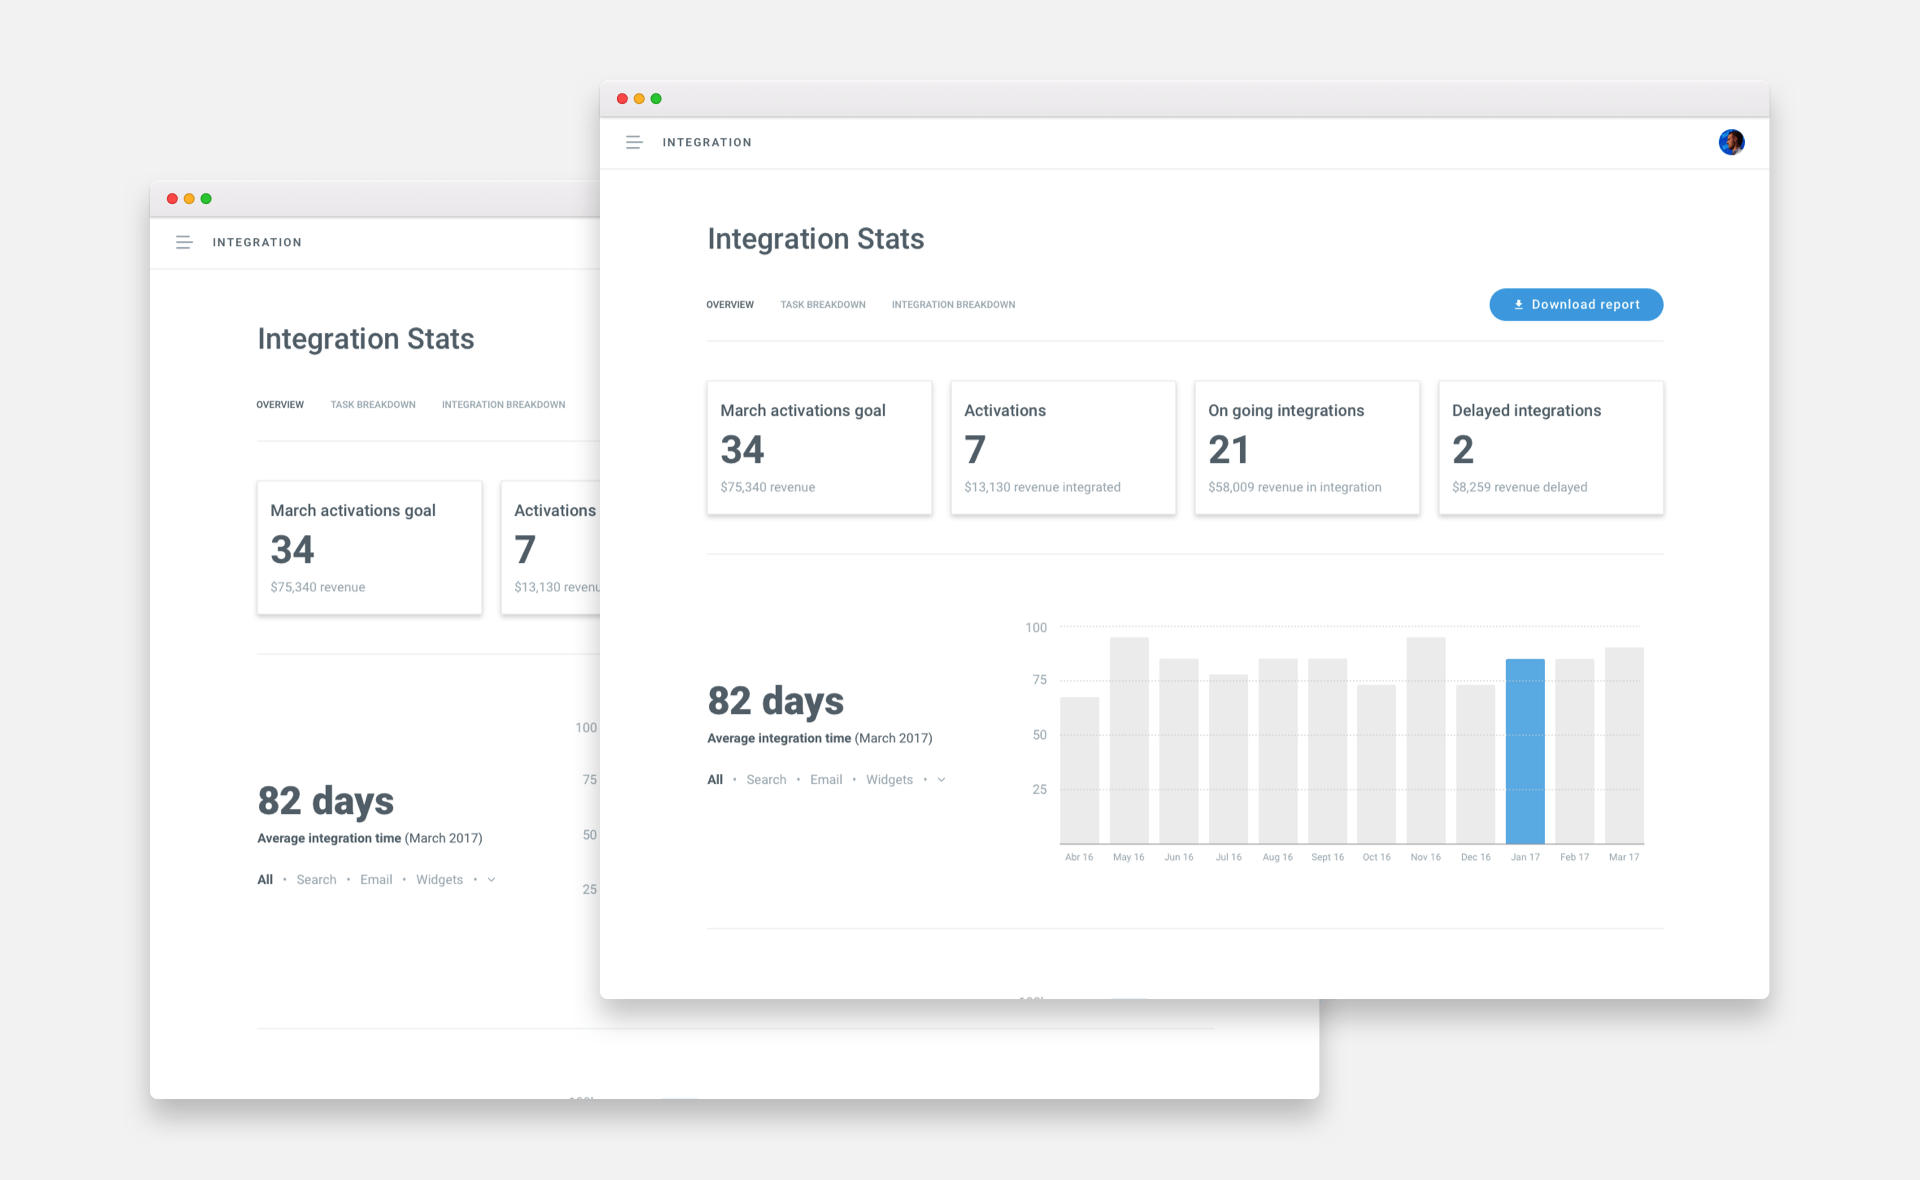 INTEGRATION
Integration Stats
OVERVIEW TASK BREAKDOWN INTEGRATION BREAKDOWN
Download report
March activations goal
34
$75,340 revenue
Activations
7
$13,130 revenue integrated
On going integrations
21
$58,009 revenue in integration
Delayed integrations
2
$8,259 revenue delayed
82 days
Average integration time (March 2017)
All • Search • Email • Widgets •
100
75
50
25
Abr 16 May 16 Jun 16 Jul 16 Aug 16 Sept 16 Oct 16 Nov 16 Dec 16 Jan 17 Feb 17 Mar 17
INTEGRATION
Integration Stats
OVERVIEW TASK BREAKDOWN INTEGRATION BREAKDOWN
March activations goal
34
$75,340 revenue
Activations
7
$13,130
82 days
Average integration time (March 2017)
All • Search • Email • Widgets •
100
75
50
25